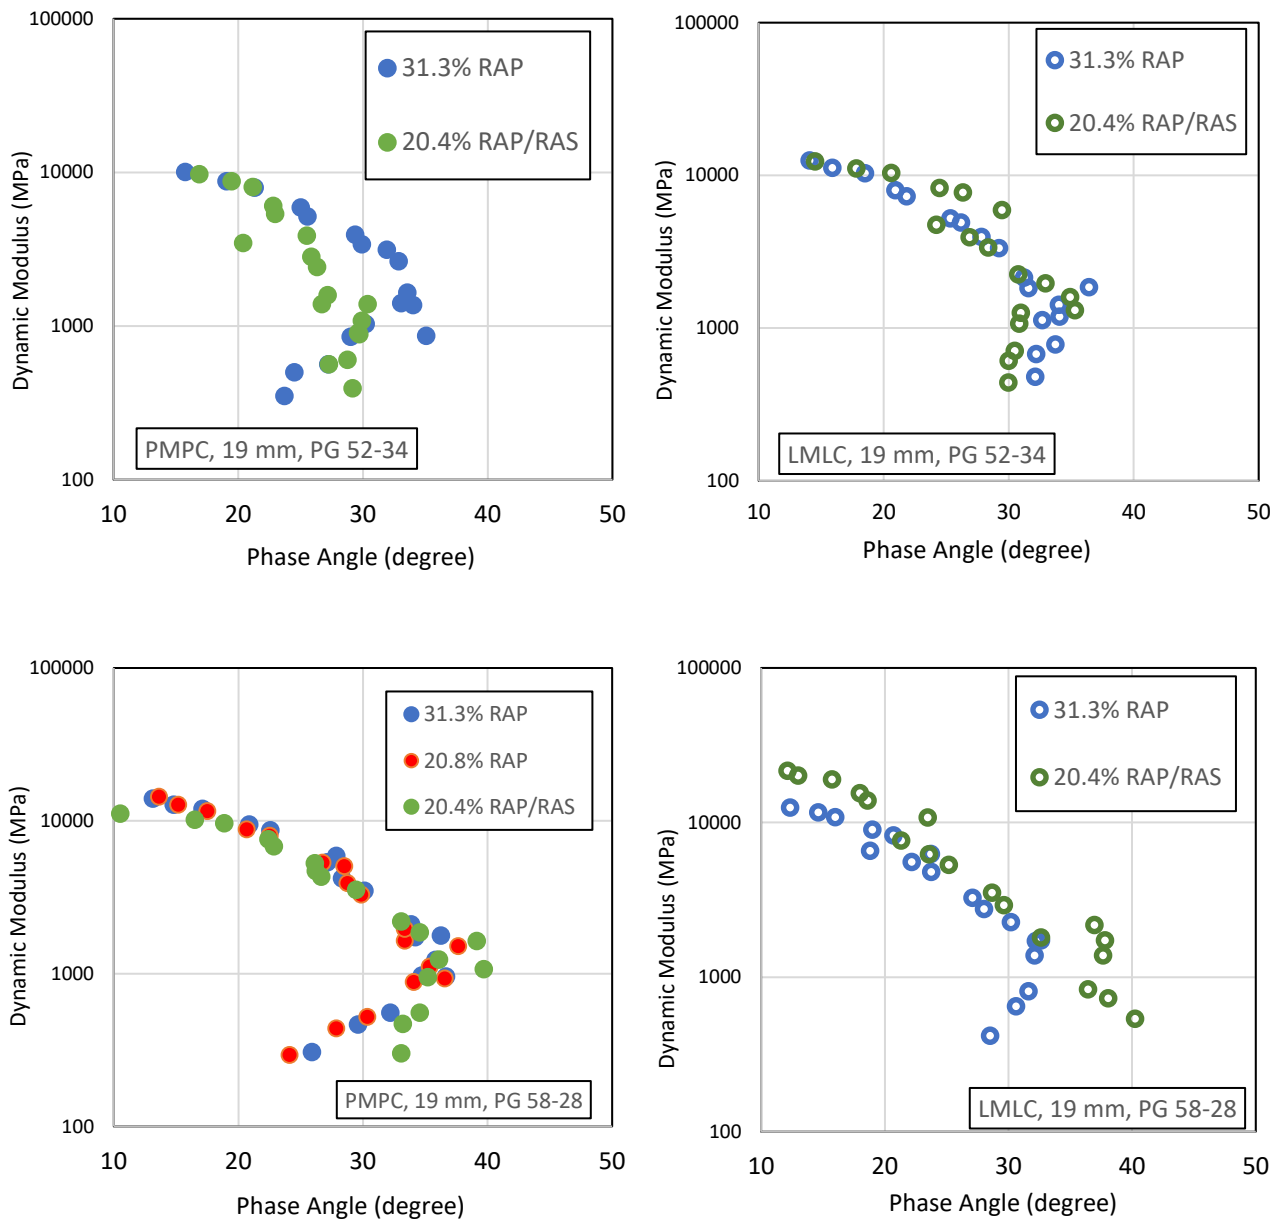 100000
10000
1000
100
Dynamic Modulus (MPa)
31.3% RAP
20.4% RAP/RAS
PMPC, 19 mm, PG 52-34
10 20 30 40 50
Phase Angle (degree)
100000
10000
1000
100
Dynamic Modulus (MPa)
31.3% RAP
20.4% RAP/RAS
LMLC, 19 mm, PG 52-34
10 20 30 40 50
Phase Angle (degree)
100000
10000
1000
100
Dynamic Modulus (MPa)
31.3% RAP
20.8% RAP
20.4% RAP/RAS
PMPC, 19 mm, PG 58-28
10 20 30 40 50
Phase Angle (degree)
100000
10000
1000
100
Dynamic Modulus (MPa)
31.3% RAP
20.4% RAP/RAS
LMLC, 19 mm, PG 58-28
10 20 30 40 50
Phase Angle (degree)